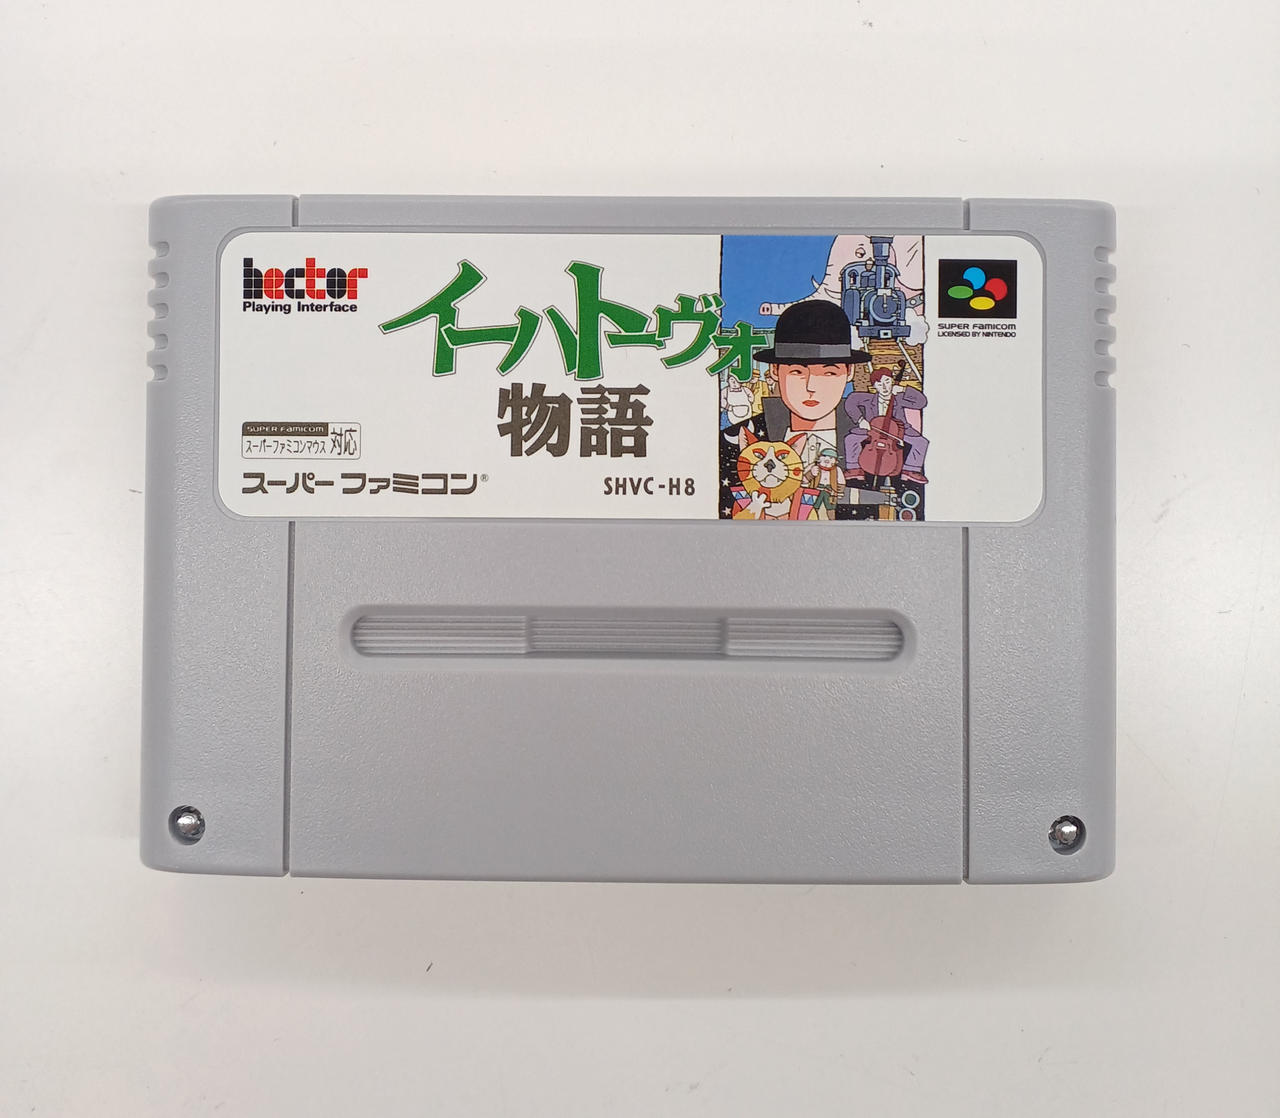 hector
Playing Interface
イーハトーヴォ
物語
SUPER FAMICOM
LICENSED BY NINTENDO
SUPER FAMICOM
スーパーファミコンマウス 対応
スーパーファミコン®
SHVC-H8